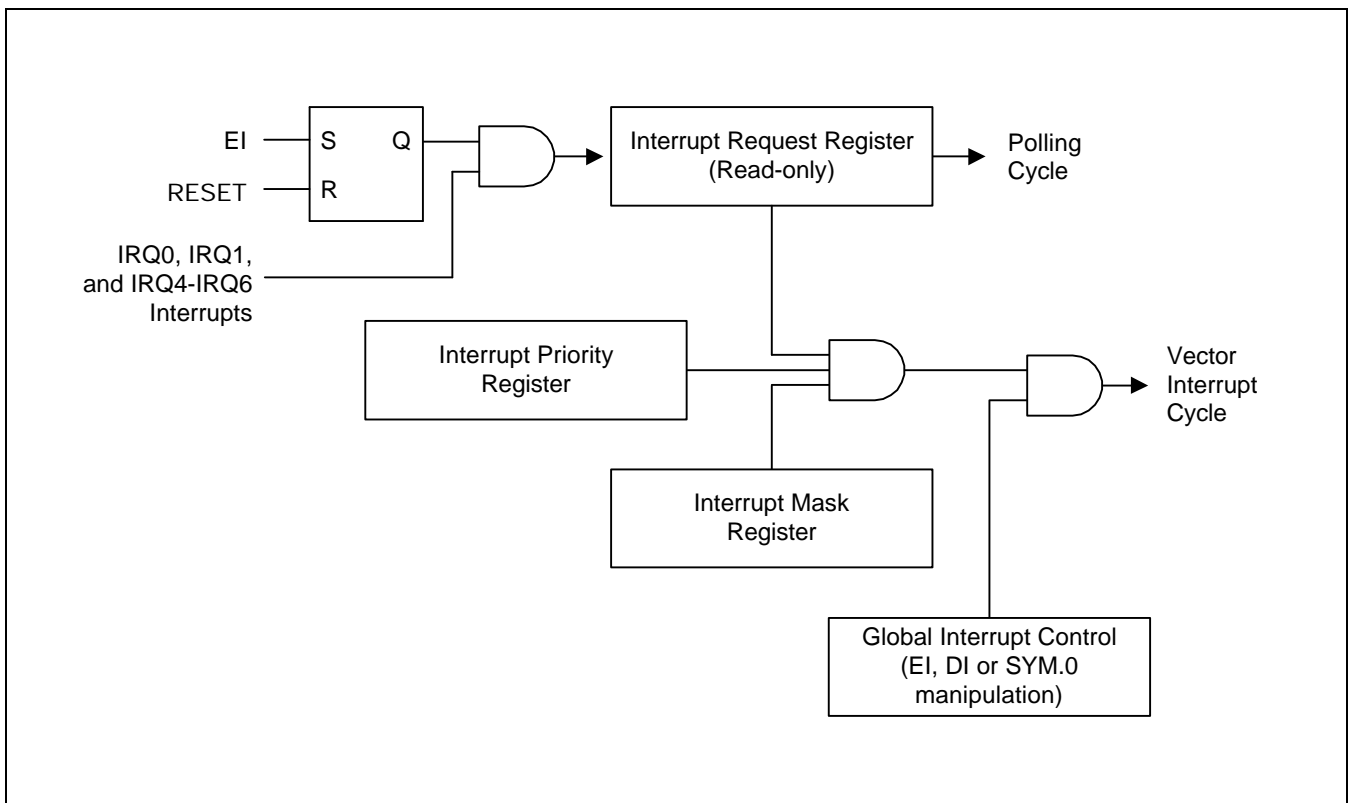 EI
S
Q
RESET
R
IRQ0, IRQ1,
and IRQ4-IRQ6
Interrupts
Interrupt Request Register
(Read-only)
Polling
Cycle
Interrupt Priority
Register
Interrupt Mask
Register
Vector
Interrupt
Cycle
Global Interrupt Control
(EI, DI or SYM.0
manipulation)